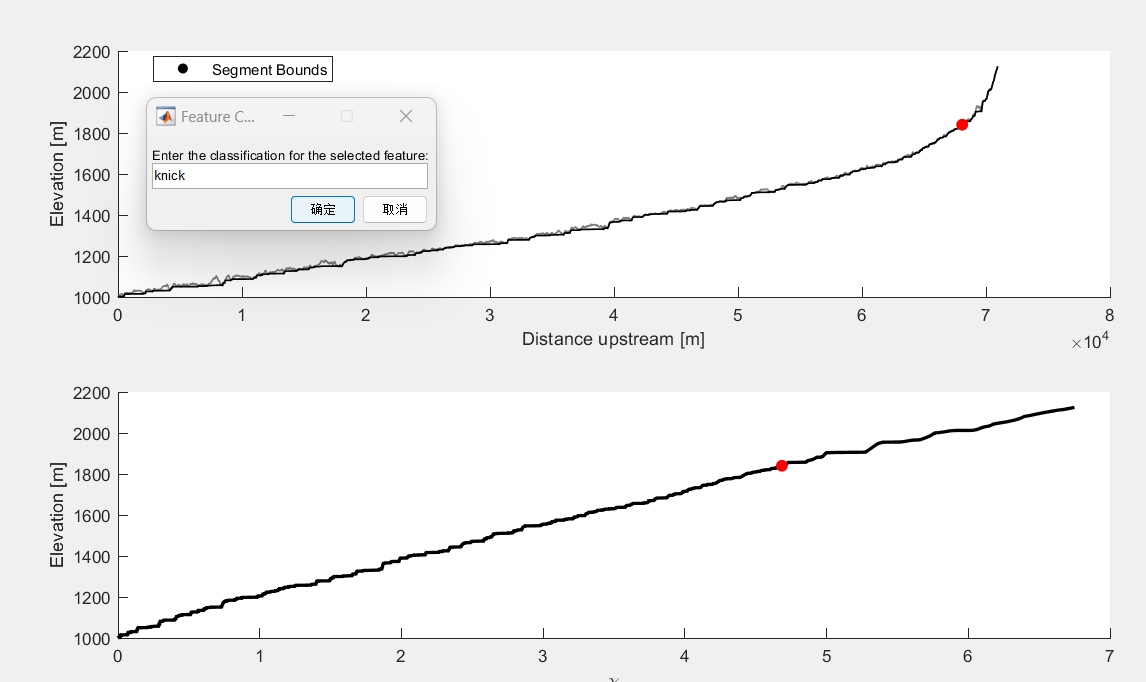 2200
Segment Bounds
2000
Feature C...
1800
Enter the classification for the selected feature:
knick
1600
确定
取消
1400
1200
1000
Elevation [m]
0 1 2 3 4 5 6 7 8
Distance upstream [m]
×10⁴
2200
2000
1800
1600
1400
1200
1000
Elevation [m]
0 1 2 3 4 5 6 7